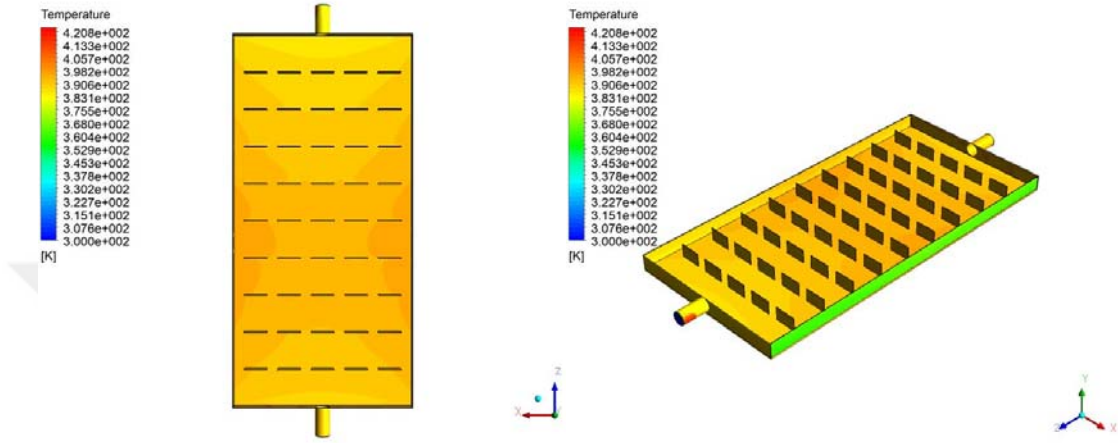 Temperature
4.208e+002
4.133e+002
4.057e+002
3.982e+002
3.906e+002
3.831e+002
3.755e+002
3.680e+002
3.604e+002
3.529e+002
3.453e+002
3.378e+002
3.302e+002
3.227e+002
3.151e+002
3.076e+002
3.000e+002
[K]
Z
X
Temperature
4.208e+002
4.133e+002
4.057e+002
3.982e+002
3.906e+002
3.831e+002
3.755e+002
3.680e+002
3.604e+002
3.529e+002
3.453e+002
3.378e+002
3.302e+002
3.227e+002
3.151e+002
3.076e+002
3.000e+002
[K]
Y
Z
X